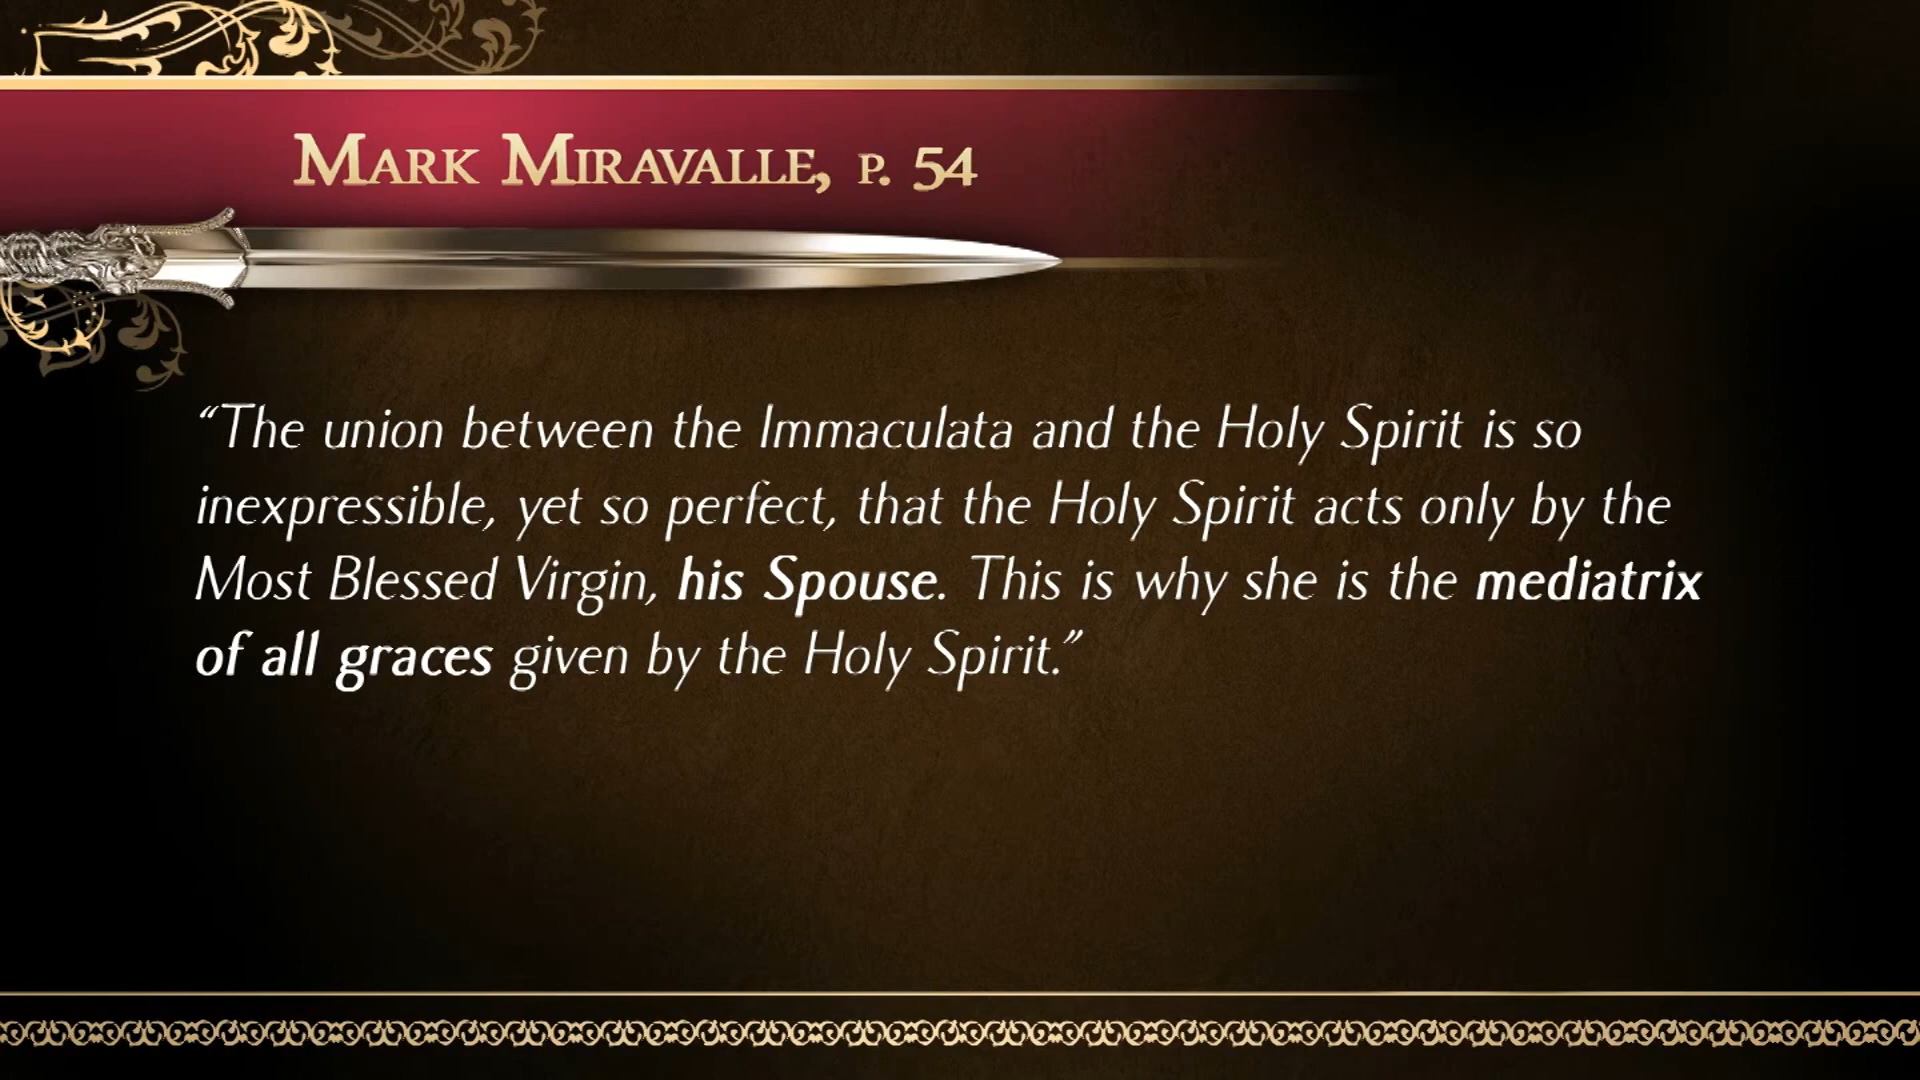 Mark Miravalle, p. 54
“The union between the Immaculata and the Holy Spirit is so
inexpressible, yet so perfect, that the Holy Spirit acts only by the
Most Blessed Virgin, his Spouse. This is why she is the mediatrix
of all graces given by the Holy Spirit.”